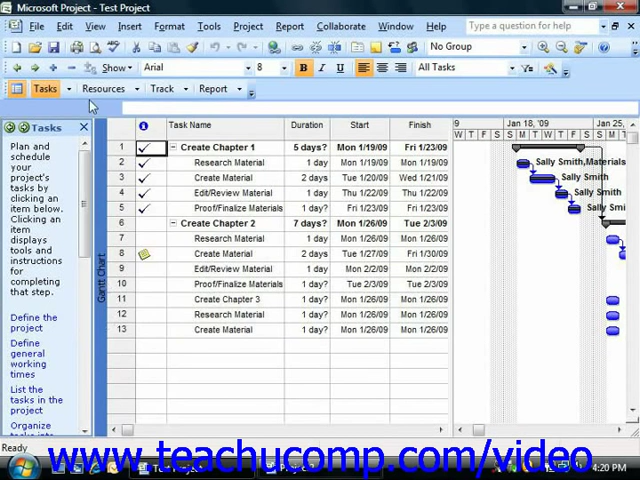 Microsoft Project - Test Project
File Edit View Insert Format Tools Project Report Collaborate Window Help Type a question for help
No Group
Show Arial 8 B I U All Tasks
Tasks Resources Track Report
Tasks
Plan and
schedule
your
project's
tasks by
clicking an
item below.
Clicking an
item
displays
tools and
instructions
for
completing
that step.
Define the
project
Define
general
working
times
List the
tasks in the
project
Organize
Gantt Chart
Task Name Duration Start Finish
1 Create Chapter 1 5 days? Mon 1/19/09 Fri 1/23/09
2 Research Material 1 day Mon 1/19/09 Mon 1/19/09
3 Create Material 2 days Tue 1/20/09 Wed 1/21/09
4 Edit/Review Material 1 day Thu 1/22/09 Thu 1/22/09
5 Proof/Finalize Materials 1 day? Fri 1/23/09 Fri 1/23/09
6 Create Chapter 2 7 days? Mon 1/26/09 Tue 2/3/09
7 Research Material 1 day Mon 1/26/09 Mon 1/26/09
8 Create Material 2 days Tue 1/27/09 Fri 1/30/09
9 Edit/Review Material 1 day Mon 2/2/09 Mon 2/2/09
10 Proof/Finalize Materials 1 day? Tue 2/3/09 Tue 2/3/09
11 Create Chapter 3 1 day? Mon 1/26/09 Mon 1/26/09
12 Research Material 1 day? Mon 1/26/09 Mon 1/26/09
13 Create Material 1 day? Mon 1/26/09 Mon 1/26/09
9 Jan 18, '09 Jan 25,
W T F S S M T W T F S S M T W
Sally Smith,Materials
Sally Smith
Sally Smith
Sally Smi
Ready
www.teachucomp.com/video
4:20 PM